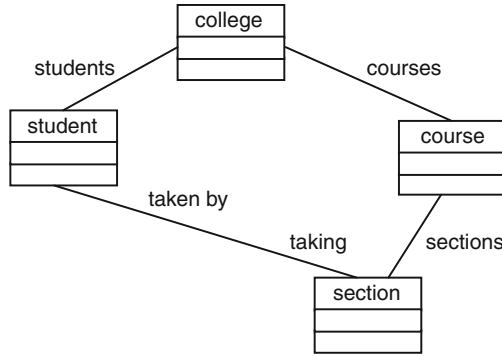 college
students
courses
student
course
taken by
taking
sections
section